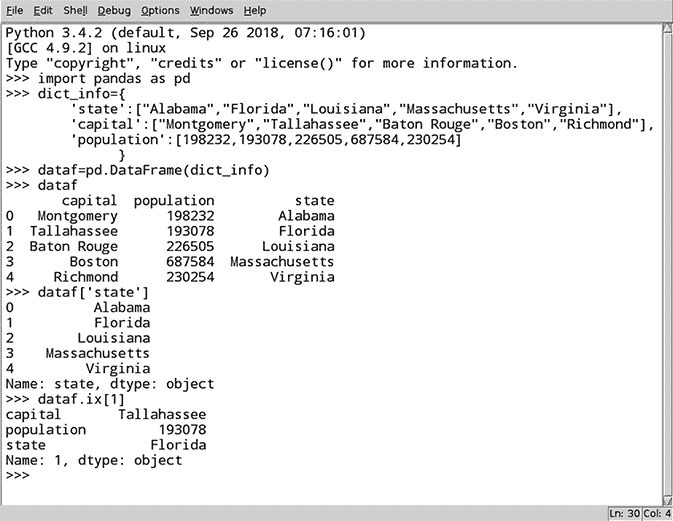 File Edit Shell Debug Options Windows Help
Python 3.4.2 (default, Sep 26 2018, 07:16:01)
[GCC 4.9.2] on linux
Type "copyright", "credits" or "license()" for more information.
>>> import pandas as pd
>>> dict_info={
        'state':["Alabama","Florida","Louisiana","Massachusetts","Virginia"],
        'capital':["Montgomery","Tallahassee","Baton Rouge","Boston","Richmond"],
        'population':[198232,193078,226505,687584,230254]
              }
>>> dataf=pd.DataFrame(dict_info)
>>> dataf
       capital  population          state
0   Montgomery      198232        Alabama
1  Tallahassee      193078        Florida
2  Baton Rouge      226505      Louisiana
3       Boston      687584  Massachusetts
4     Richmond      230254       Virginia
>>> dataf['state']
0          Alabama
1          Florida
2        Louisiana
3    Massachusetts
4         Virginia
Name: state, dtype: object
>>> dataf.ix[1]
capital       Tallahassee
population         193078
state             Florida
Name: 1, dtype: object
>>>
Ln: 30 Col: 4